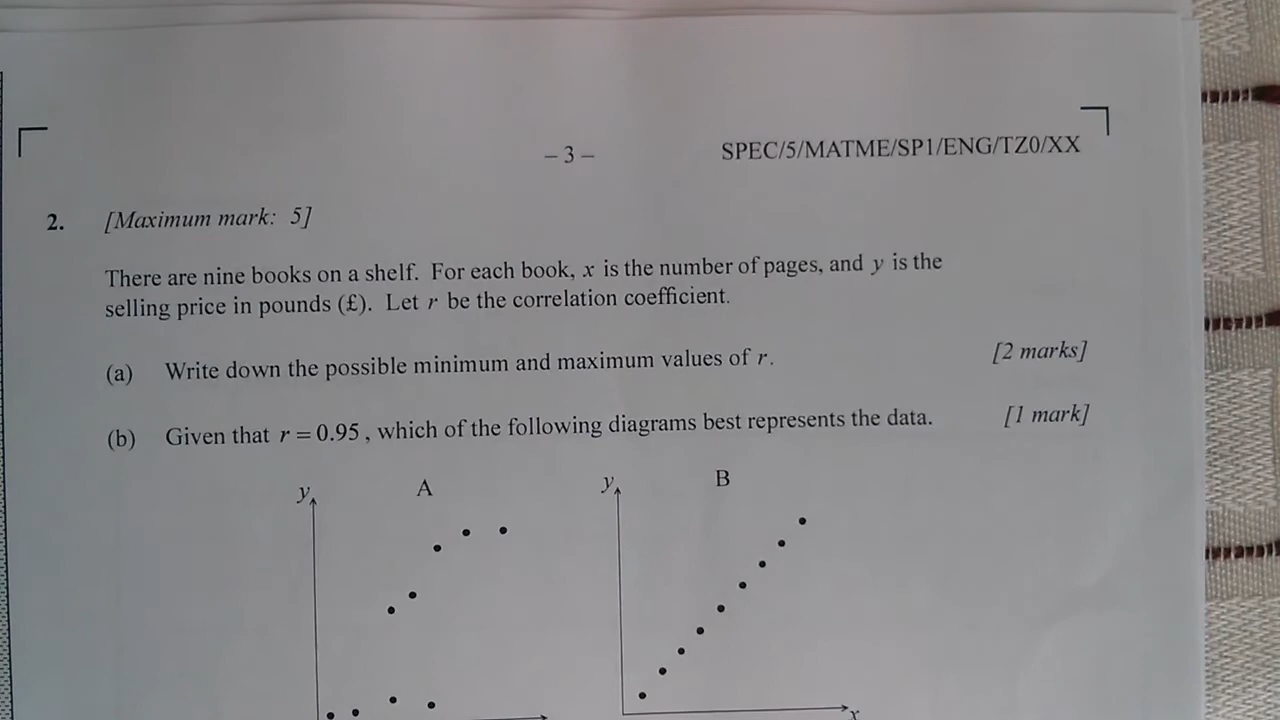 – 3 –
SPEC/5/MATME/SP1/ENG/TZ0/XX
2. [Maximum mark: 5]
There are nine books on a shelf. For each book, x is the number of pages, and y is the
selling price in pounds (£). Let r be the correlation coefficient.
(a) Write down the possible minimum and maximum values of r. [2 marks]
(b) Given that r = 0.95, which of the following diagrams best represents the data. [1 mark]
y A
y B
x